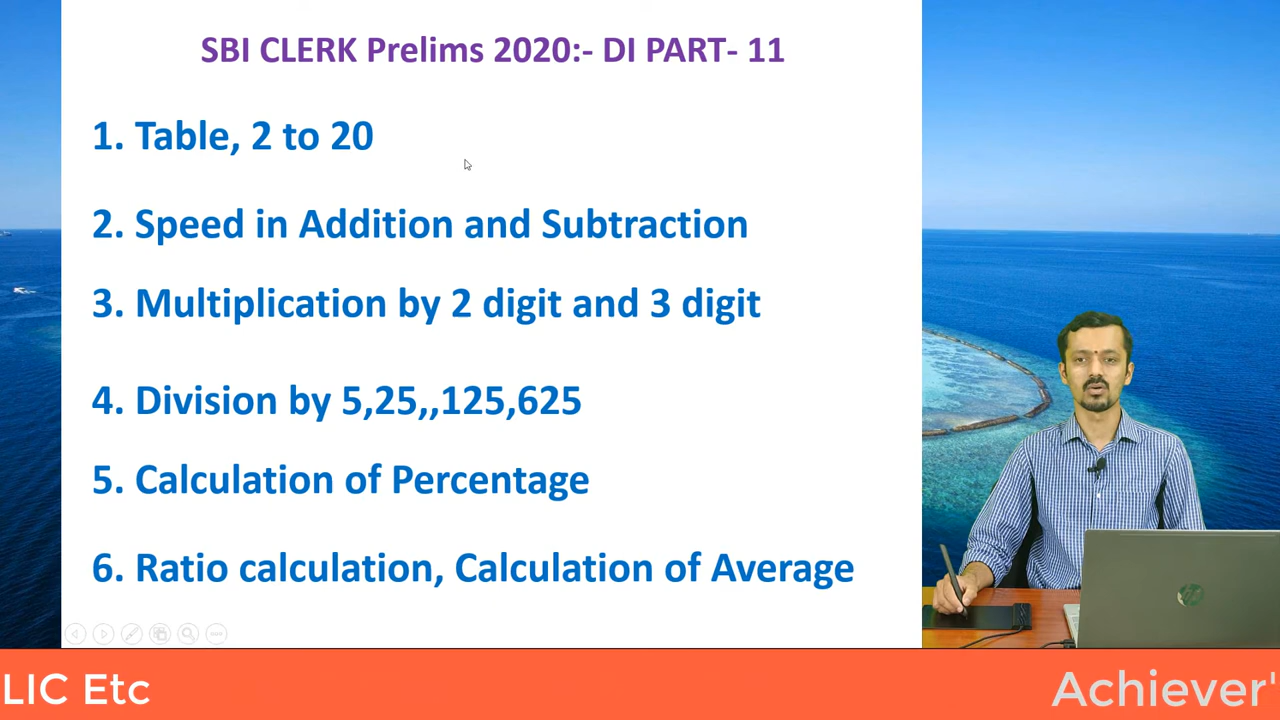 SBI CLERK Prelims 2020:- DI PART- 11
1. Table, 2 to 20
2. Speed in Addition and Subtraction
3. Multiplication by 2 digit and 3 digit
4. Division by 5,25,,125,625
5. Calculation of Percentage
6. Ratio calculation, Calculation of Average
LIC Etc
Achiever'